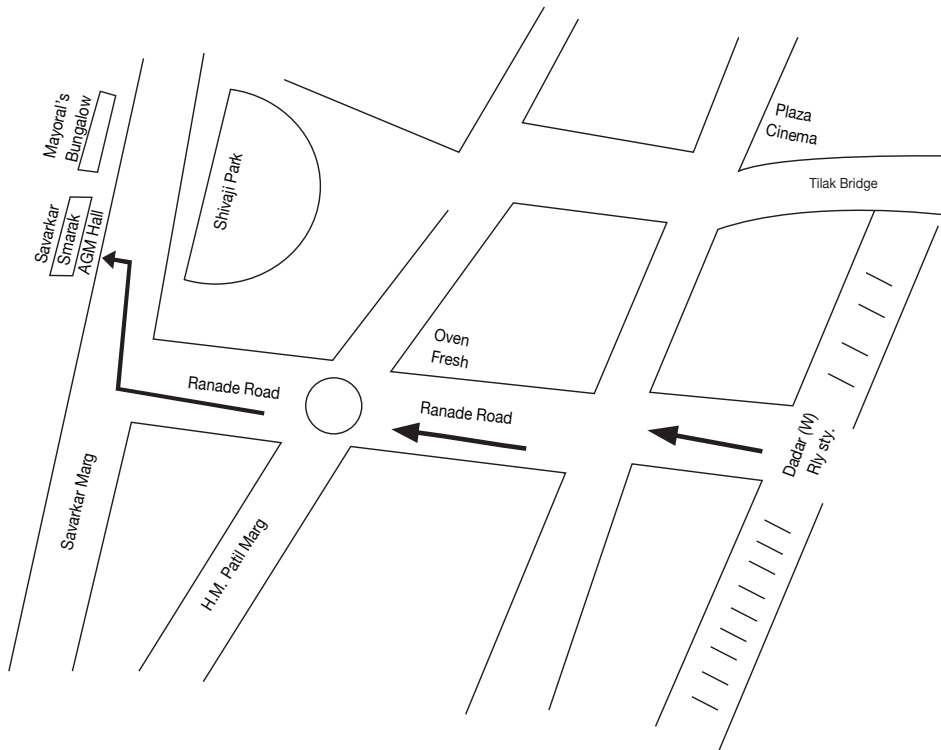 Mayoral's
Bungalow
Savarkar
Smarak
AGM Hall
Shivaji Park
Plaza
Cinema
Tilak Bridge
Oven
Fresh
Ranade Road
Ranade Road
Dadar (W)
Rly sty.
Savarkar Marg
H.M. Patil Marg